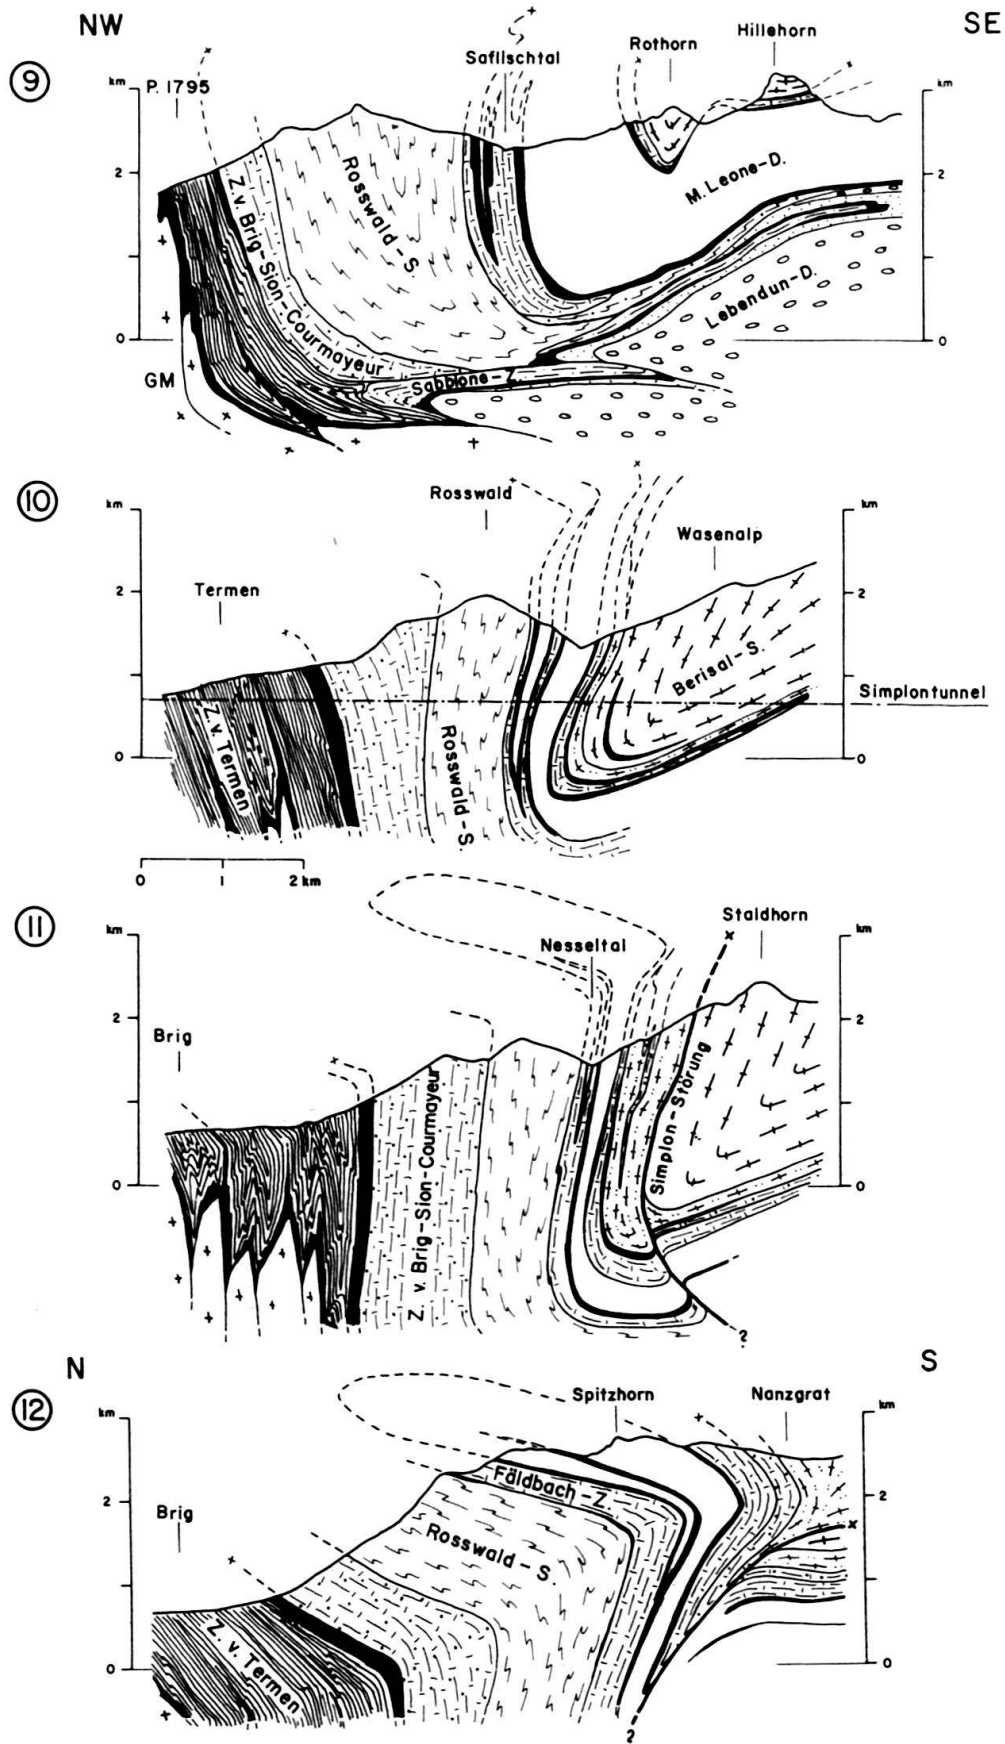 NW
SE
9
km
P. 1795
Saflischtal
Rothorn
Hillehorn
km
2
2
Z. v. Brig-Sion-Courmayeur
Rosswald-S.
M. Leone-D.
Lebendun-D.
0
0
GM
Sabbione-Z.
10
km
Rosswald
km
Wasenalp
2
Termen
2
Berisal-S.
Simplontunnel
Z. v. Termen
Rosswald-S.
0
0
0 1 2 km
11
km
Nesseltal
Staldhorn
km
2
2
Brig
Z. v. Brig-Sion-Courmayeur
Simplon-Störung
0
0
?
N
S
12
km
Spitzhorn
Nanzgrat
km
2
2
Fäldbach-Z.
Brig
Rosswald-S.
Z. v. Termen
0
0
?